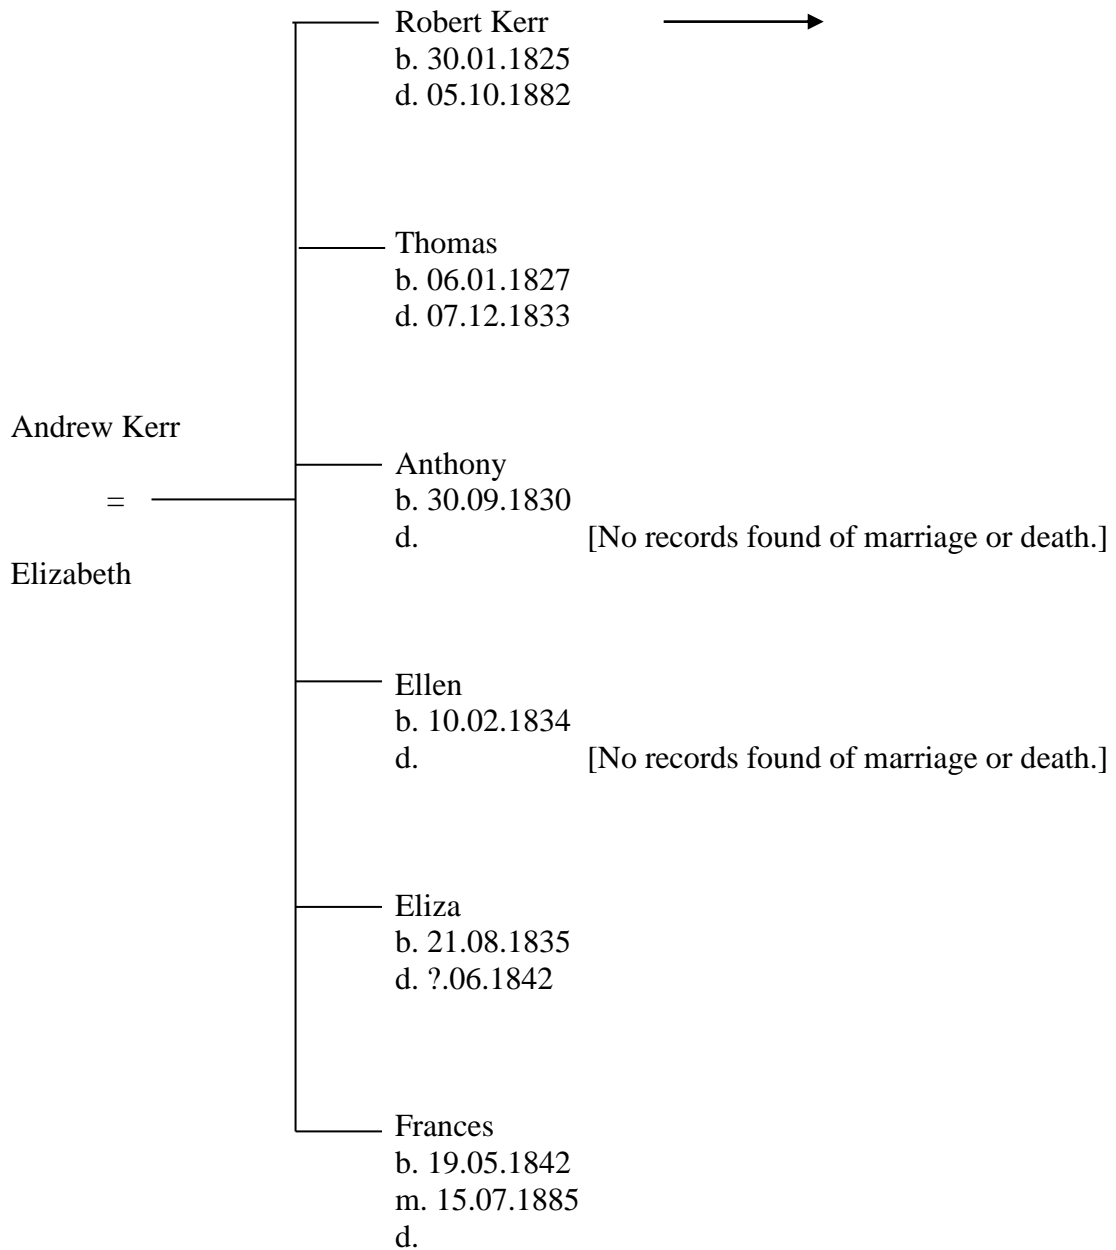 Robert Kerr
b. 30.01.1825
d. 05.10.1882
Thomas
b. 06.01.1827
d. 07.12.1833
Andrew Kerr
=
Elizabeth
Anthony
b. 30.09.1830
d. [No records found of marriage or death.]
Ellen
b. 10.02.1834
d. [No records found of marriage or death.]
Eliza
b. 21.08.1835
d. ?.06.1842
Frances
b. 19.05.1842
m. 15.07.1885
d.